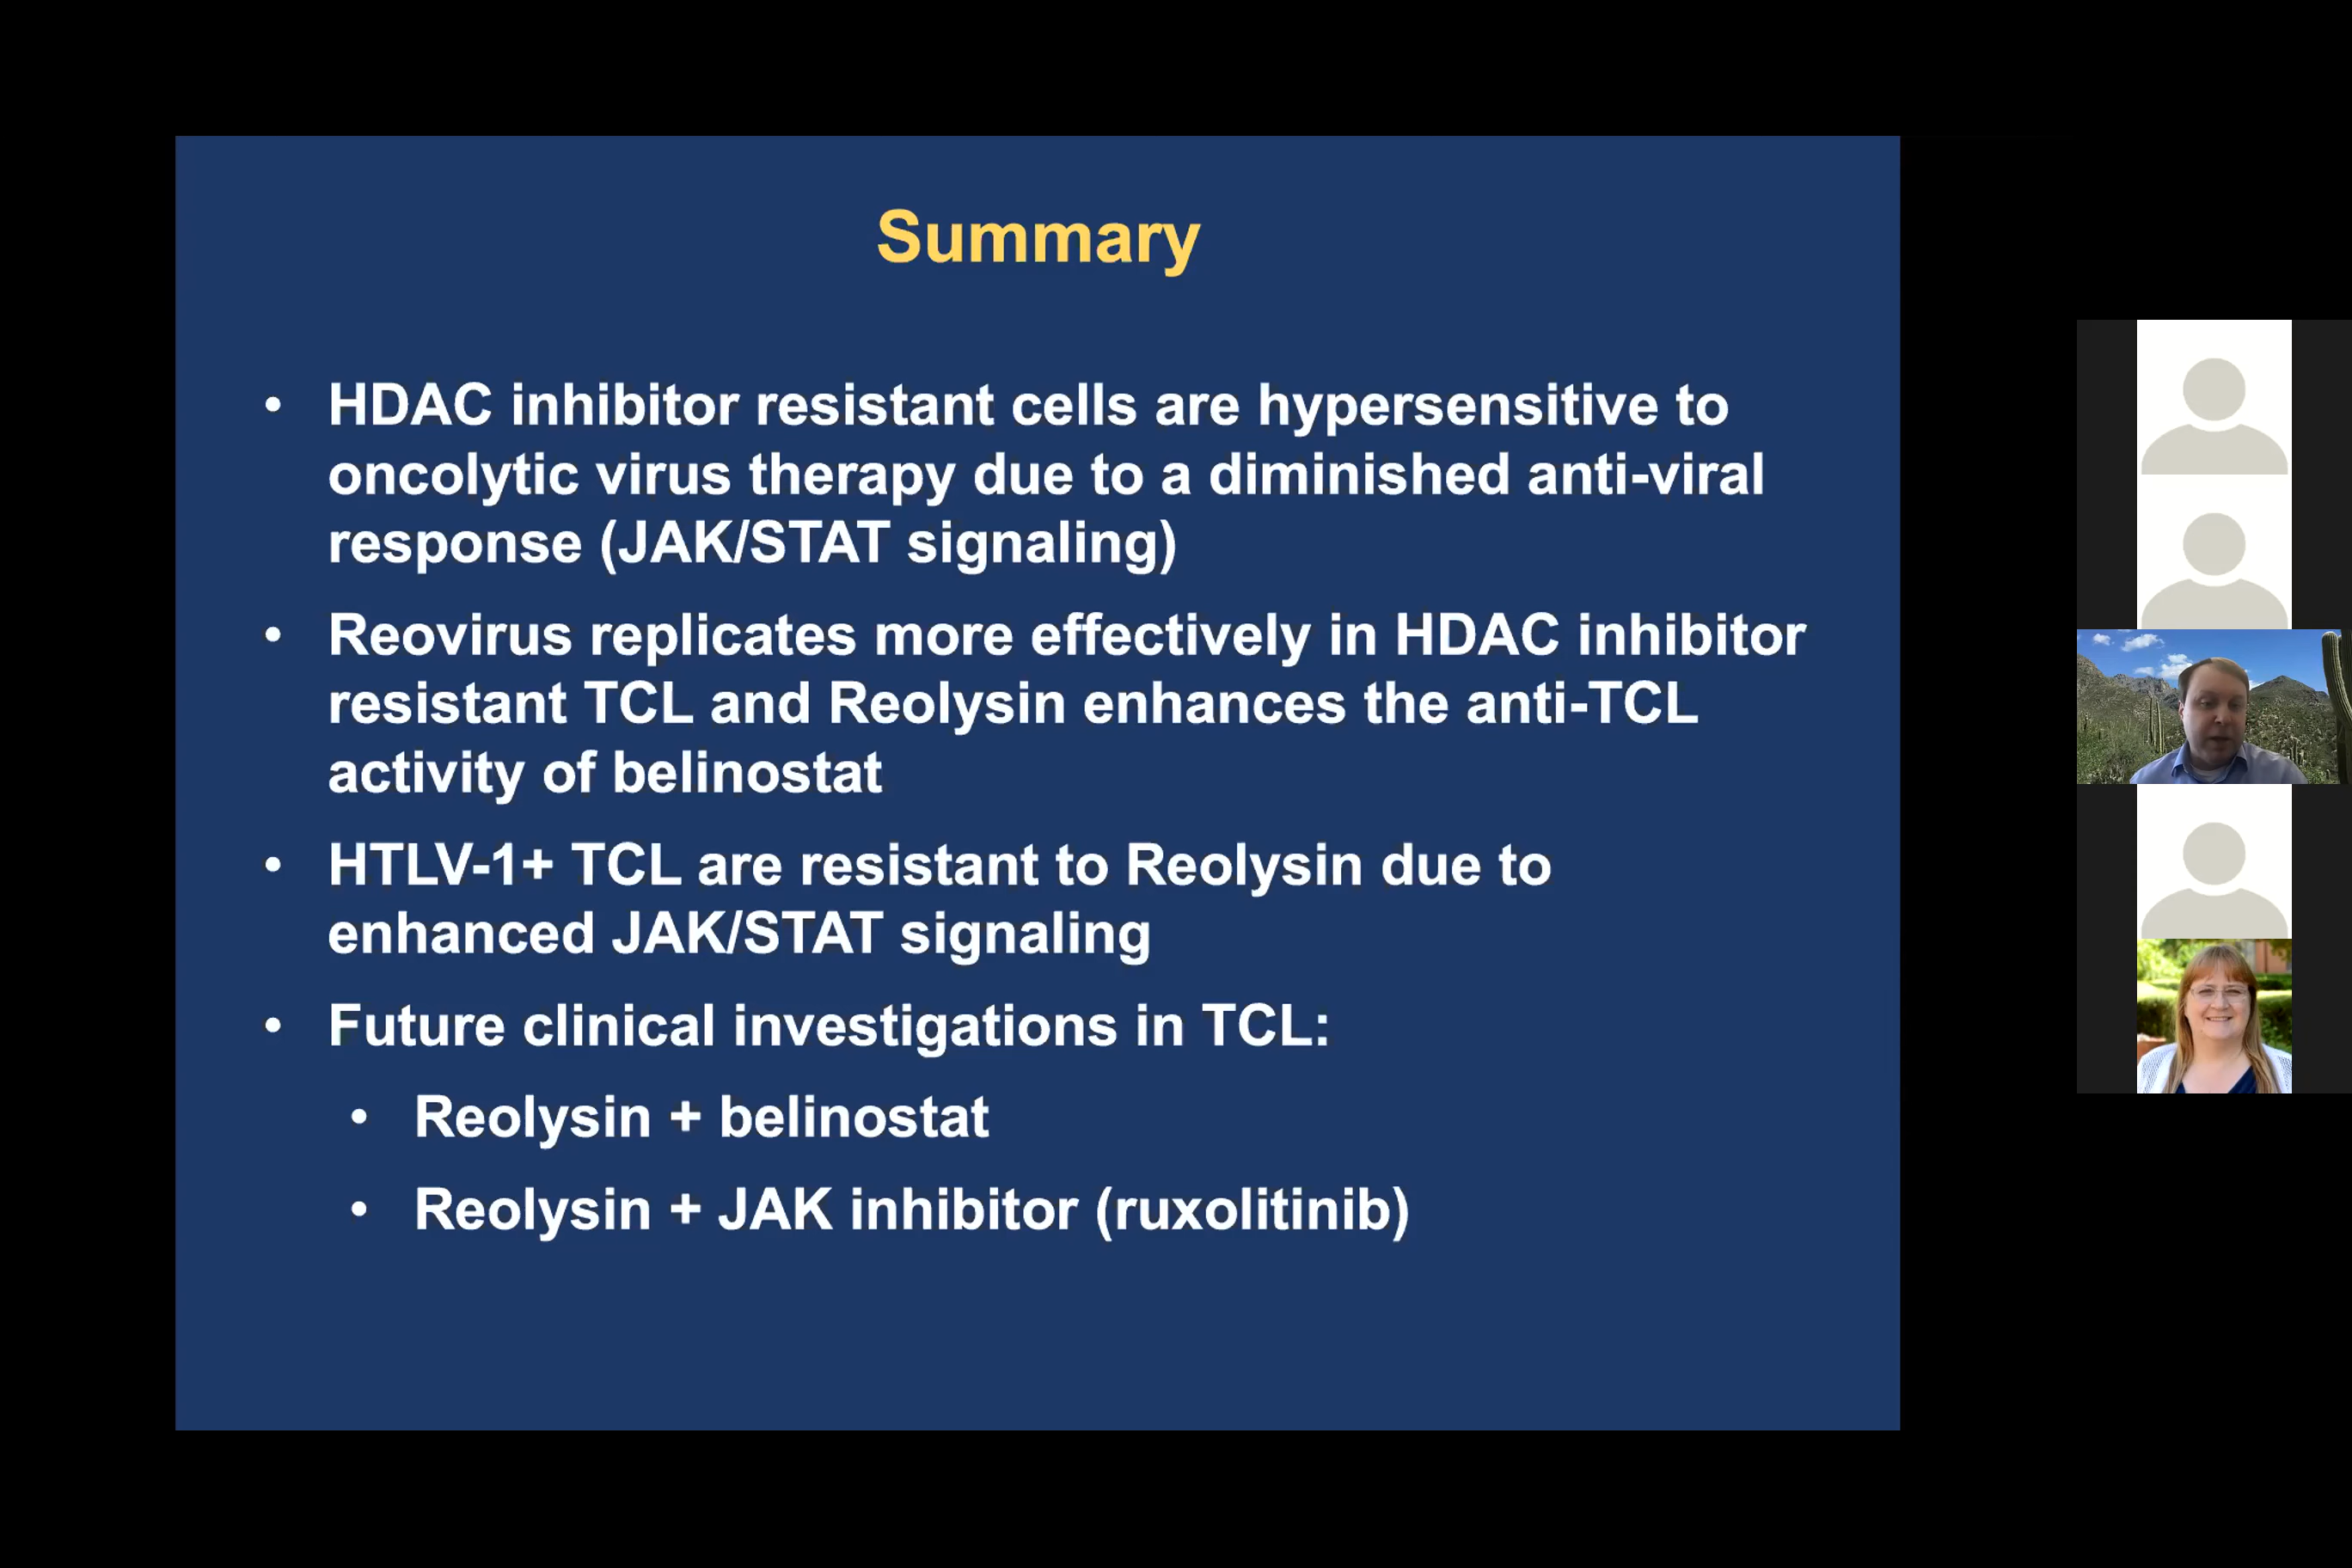 Summary
• HDAC inhibitor resistant cells are hypersensitive to
oncolytic virus therapy due to a diminished anti-viral
response (JAK/STAT signaling)
• Reovirus replicates more effectively in HDAC inhibitor
resistant TCL and Reolysin enhances the anti-TCL
activity of belinostat
• HTLV-1+ TCL are resistant to Reolysin due to
enhanced JAK/STAT signaling
• Future clinical investigations in TCL:
• Reolysin + belinostat
• Reolysin + JAK inhibitor (ruxolitinib)